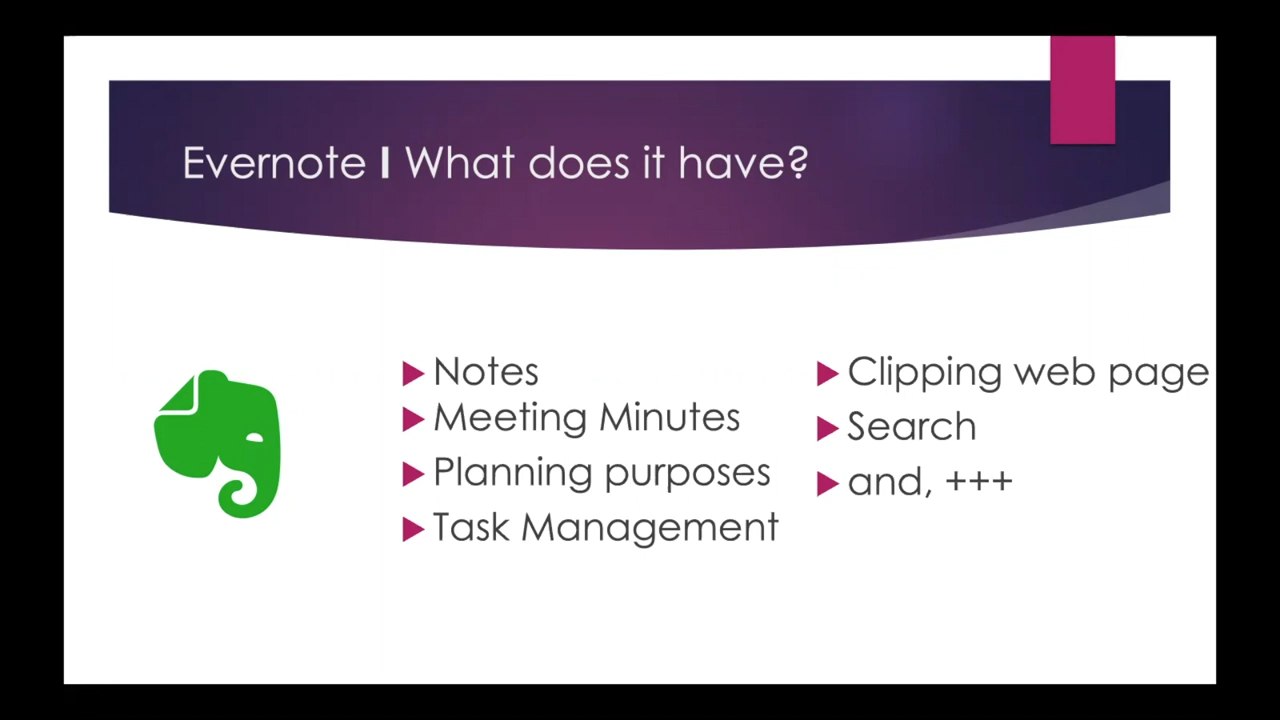 Evernote I What does it have?
Notes
Meeting Minutes
Planning purposes
Task Management
Clipping web page
Search
and, +++